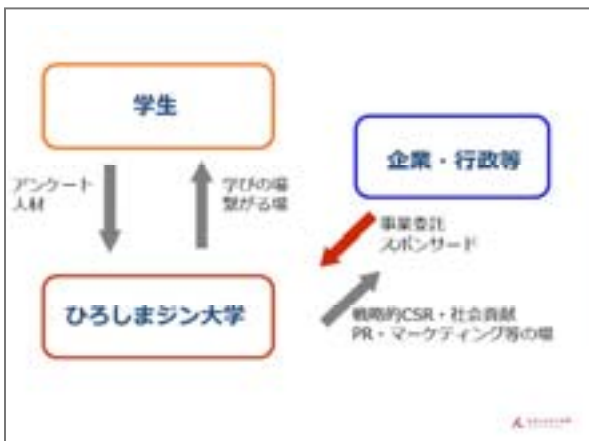 学生
企業・行政等
アンケート
人材
学びの場
繋がる場
事業委託
スポンサード
ひろしまジン大学
戦略的CSR・社会貢献
PR・マーケティング等の場